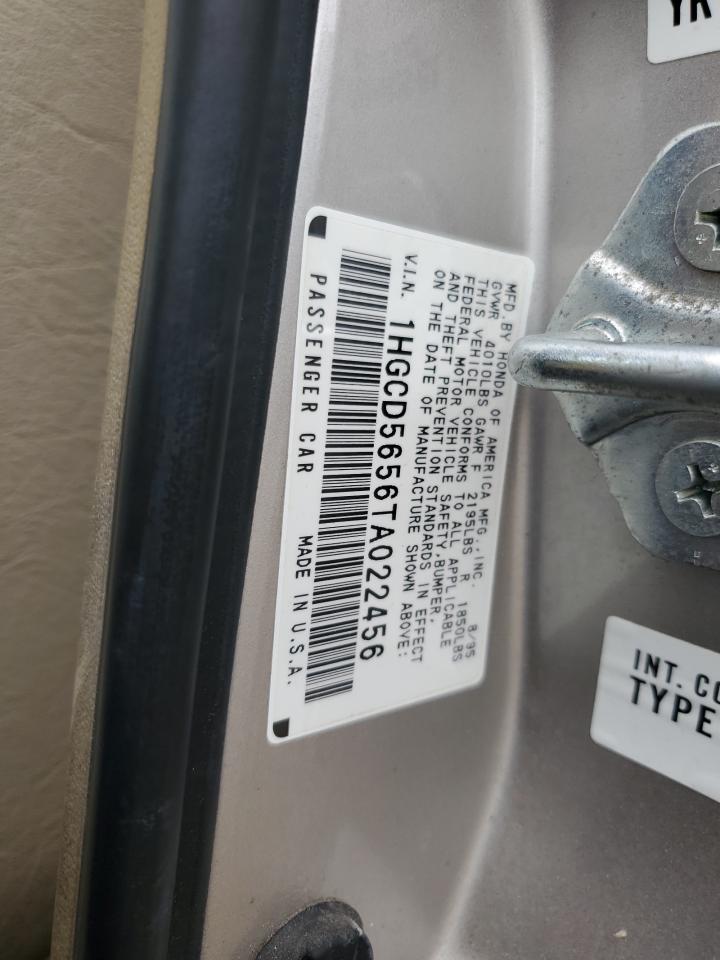 MFD. BY HONDA OF AMERICA MFG., INC. 8/95
GVWR 4010LBS GAWR F 2195LBS R 1850LBS
THIS VEHICLE CONFORMS TO ALL APPLICABLE
FEDERAL MOTOR VEHICLE SAFETY, BUMPER,
AND THEFT PREVENTION STANDARDS IN EFFECT
ON THE DATE OF MANUFACTURE SHOWN ABOVE:
V.I.N. 1HGCD5656TA022456
PASSENGER CAR MADE IN U.S.A.
YR
INT. CO
TYPE